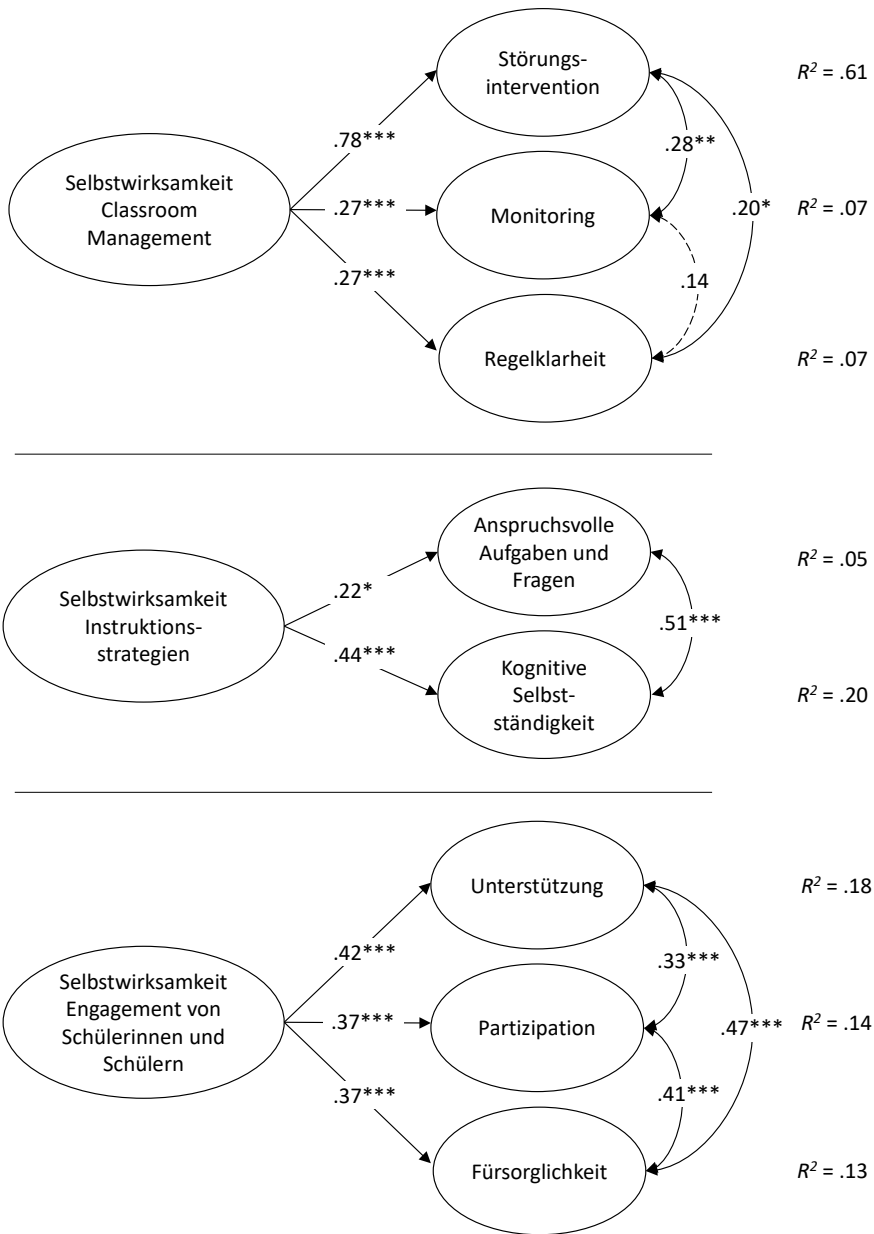 Störungs-
intervention
R² = .61
.78***
.28**
Selbstwirksamkeit
Classroom
Management
.27***
Monitoring
.20*
R² = .07
.27***
.14
Regelklarheit
R² = .07
Anspruchsvolle
Aufgaben und
Fragen
R² = .05
Selbstwirksamkeit
Instruktions-
strategien
.22*
.51***
.44***
Kognitive
Selbst-
ständigkeit
R² = .20
Unterstützung
R² = .18
.42***
.33***
Selbstwirksamkeit
Engagement von
Schülerinnen und
Schülern
.37***
Partizipation
.47***
R² = .14
.37***
.41***
Fürsorglichkeit
R² = .13